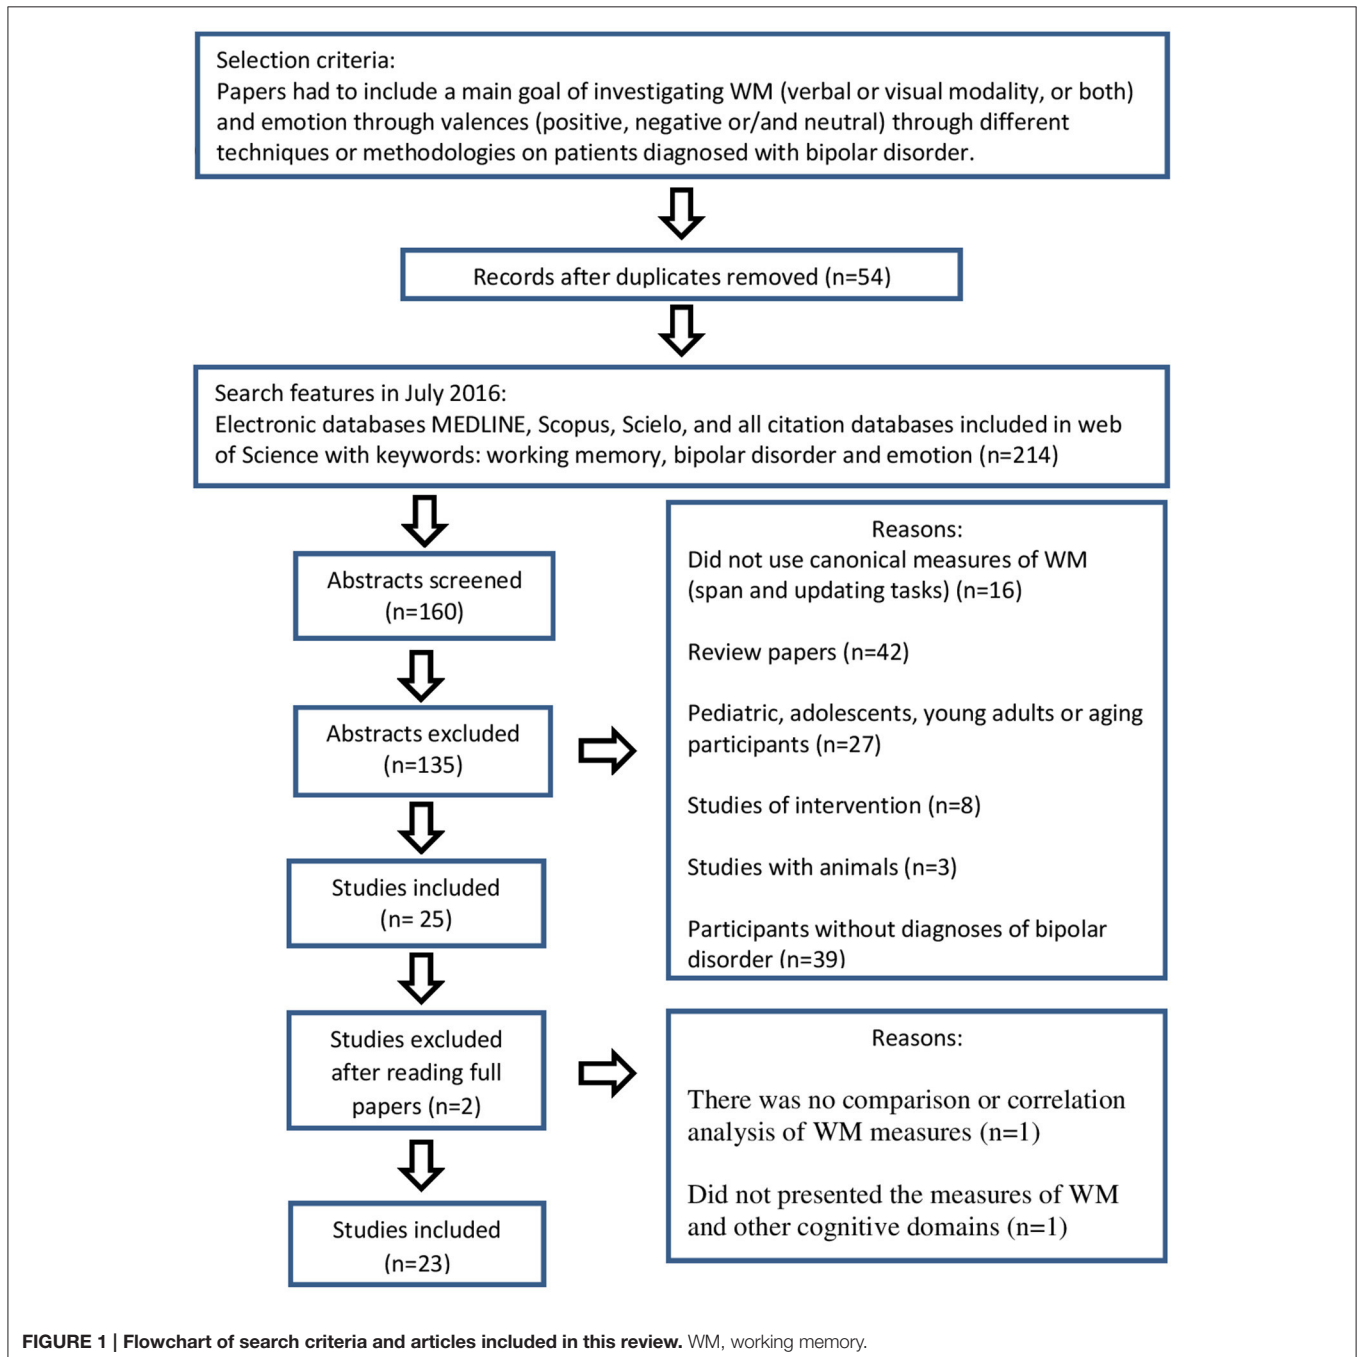 Selection criteria:
Papers had to include a main goal of investigating WM (verbal or visual modality, or both)
and emotion through valences (positive, negative or/and neutral) through different
techniques or methodologies on patients diagnosed with bipolar disorder.
Records after duplicates removed (n=54)
Search features in July 2016:
Electronic databases MEDLINE, Scopus, Scielo, and all citation databases included in web
of Science with keywords: working memory, bipolar disorder and emotion (n=214)
Abstracts screened
(n=160)
Abstracts excluded
(n=135)
Reasons:
Did not use canonical measures of WM
(span and updating tasks) (n=16)
Review papers (n=42)
Pediatric, adolescents, young adults or aging
participants (n=27)
Studies of intervention (n=8)
Studies with animals (n=3)
Participants without diagnoses of bipolar
disorder (n=39)
Studies included
(n= 25)
Studies excluded
after reading full
papers (n=2)
Reasons:
There was no comparison or correlation
analysis of WM measures (n=1)
Did not presented the measures of WM
and other cognitive domains (n=1)
Studies included
(n=23)
FIGURE 1 | Flowchart of search criteria and articles included in this review. WM, working memory.